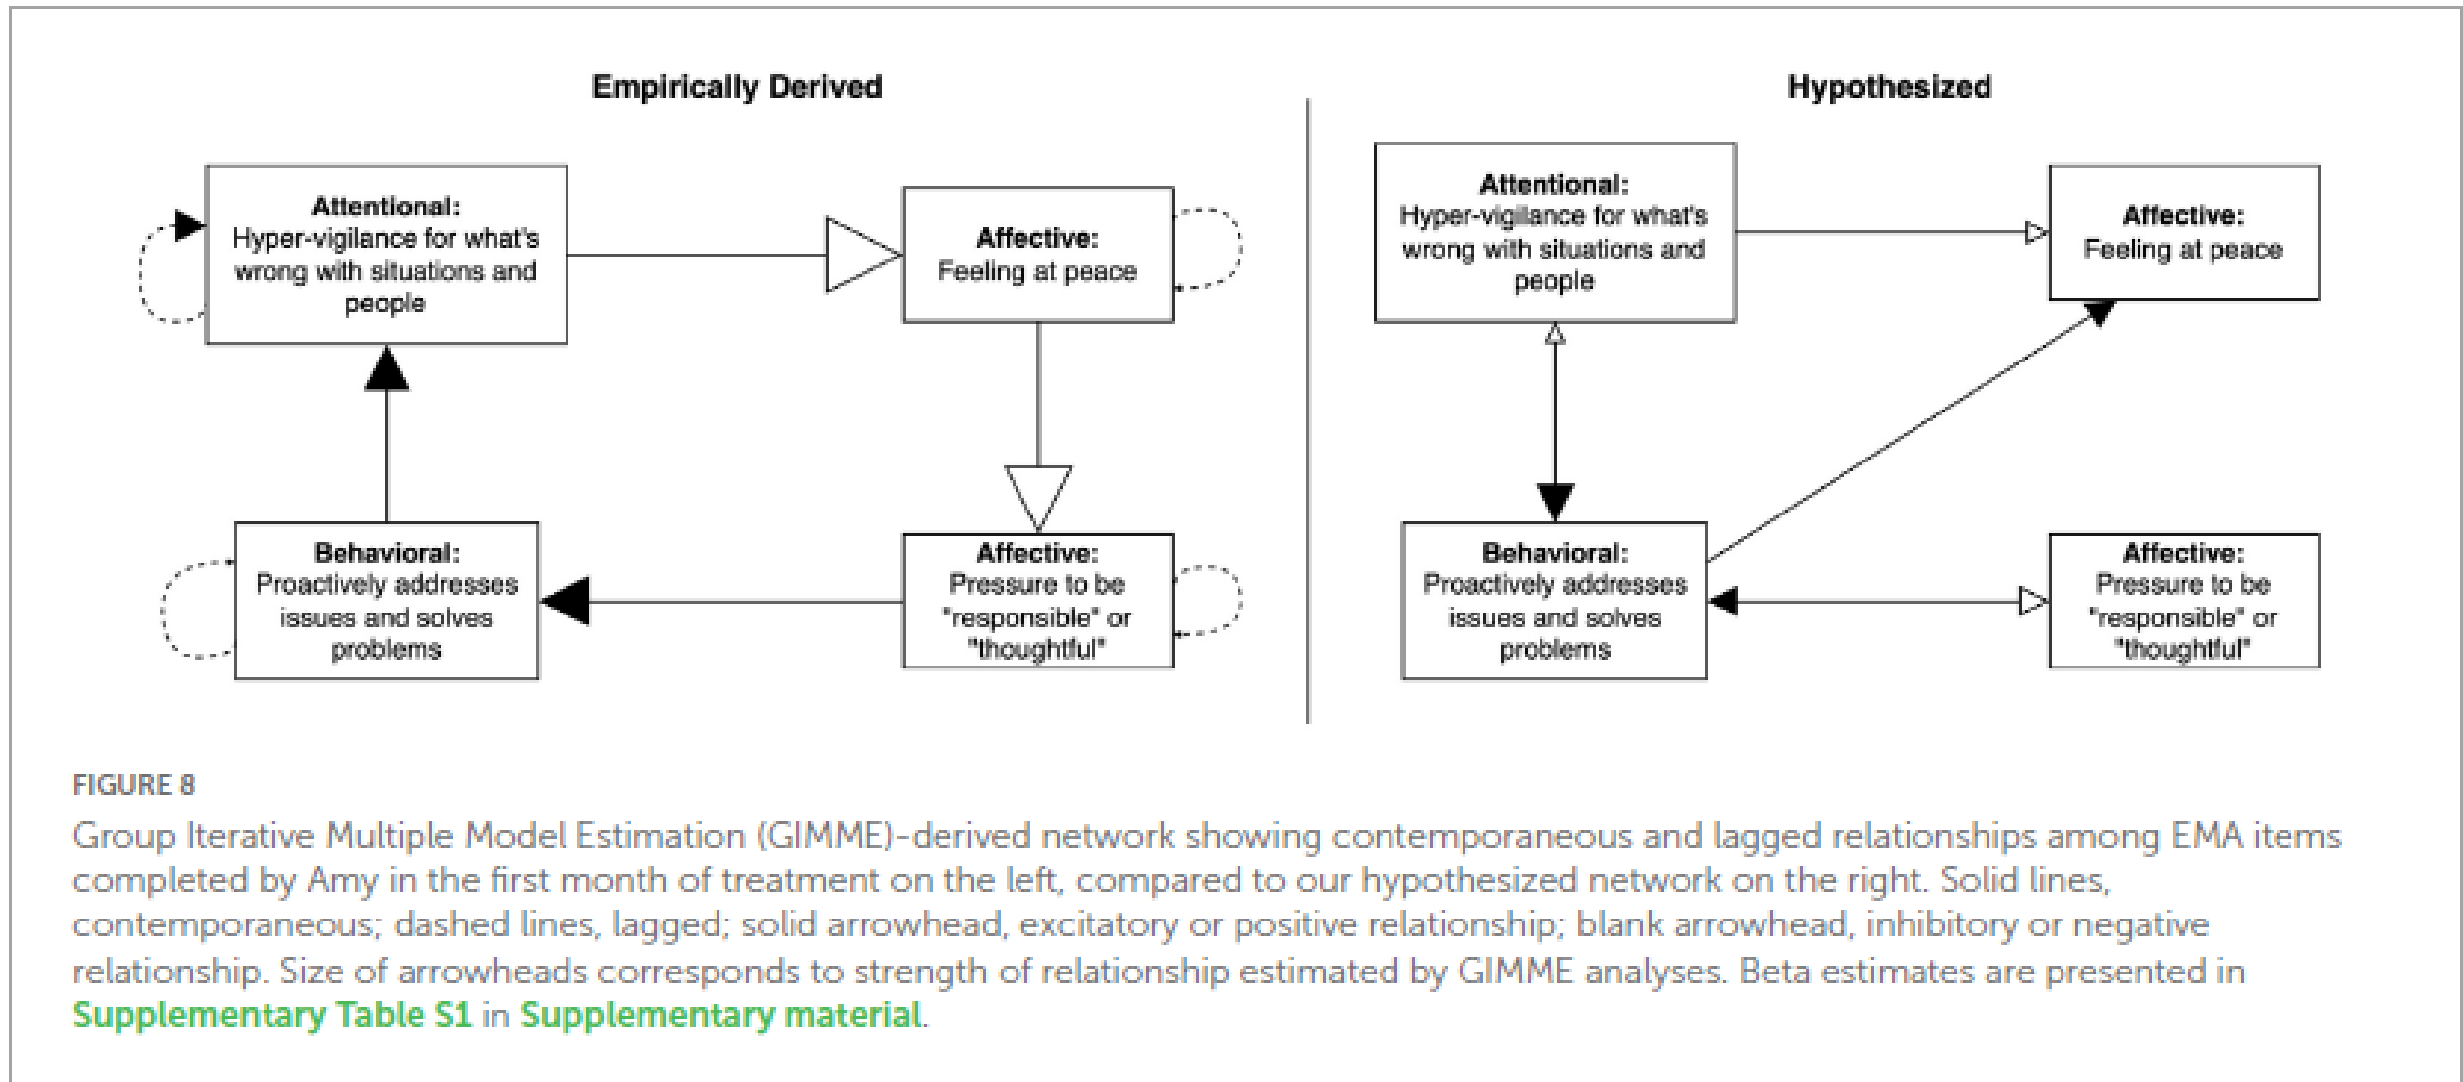 Empirically Derived
Attentional:
Hyper-vigilance for what's
wrong with situations and
people
Affective:
Feeling at peace
Behavioral:
Proactively addresses
issues and solves
problems
Affective:
Pressure to be
"responsible" or
"thoughtful"
Hypothesized
Attentional:
Hyper-vigilance for what's
wrong with situations and
people
Affective:
Feeling at peace
Behavioral:
Proactively addresses
issues and solves
problems
Affective:
Pressure to be
"responsible" or
"thoughtful"
FIGURE 8
Group Iterative Multiple Model Estimation (GIMME)-derived network showing contemporaneous and lagged relationships among EMA items
completed by Amy in the first month of treatment on the left, compared to our hypothesized network on the right. Solid lines,
contemporaneous; dashed lines, lagged; solid arrowhead, excitatory or positive relationship; blank arrowhead, inhibitory or negative
relationship. Size of arrowheads corresponds to strength of relationship estimated by GIMME analyses. Beta estimates are presented in
Supplementary Table S1 in Supplementary material.